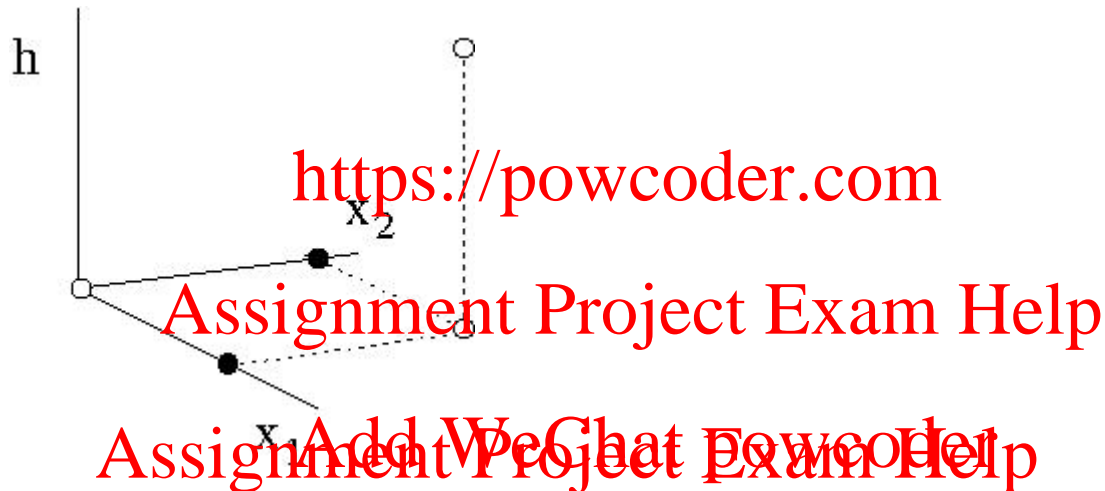 h
https://powcoder.com
x2
Assignment Project Exam Help
x1
Add WeChat powcoder
Assignment Project Exam Help